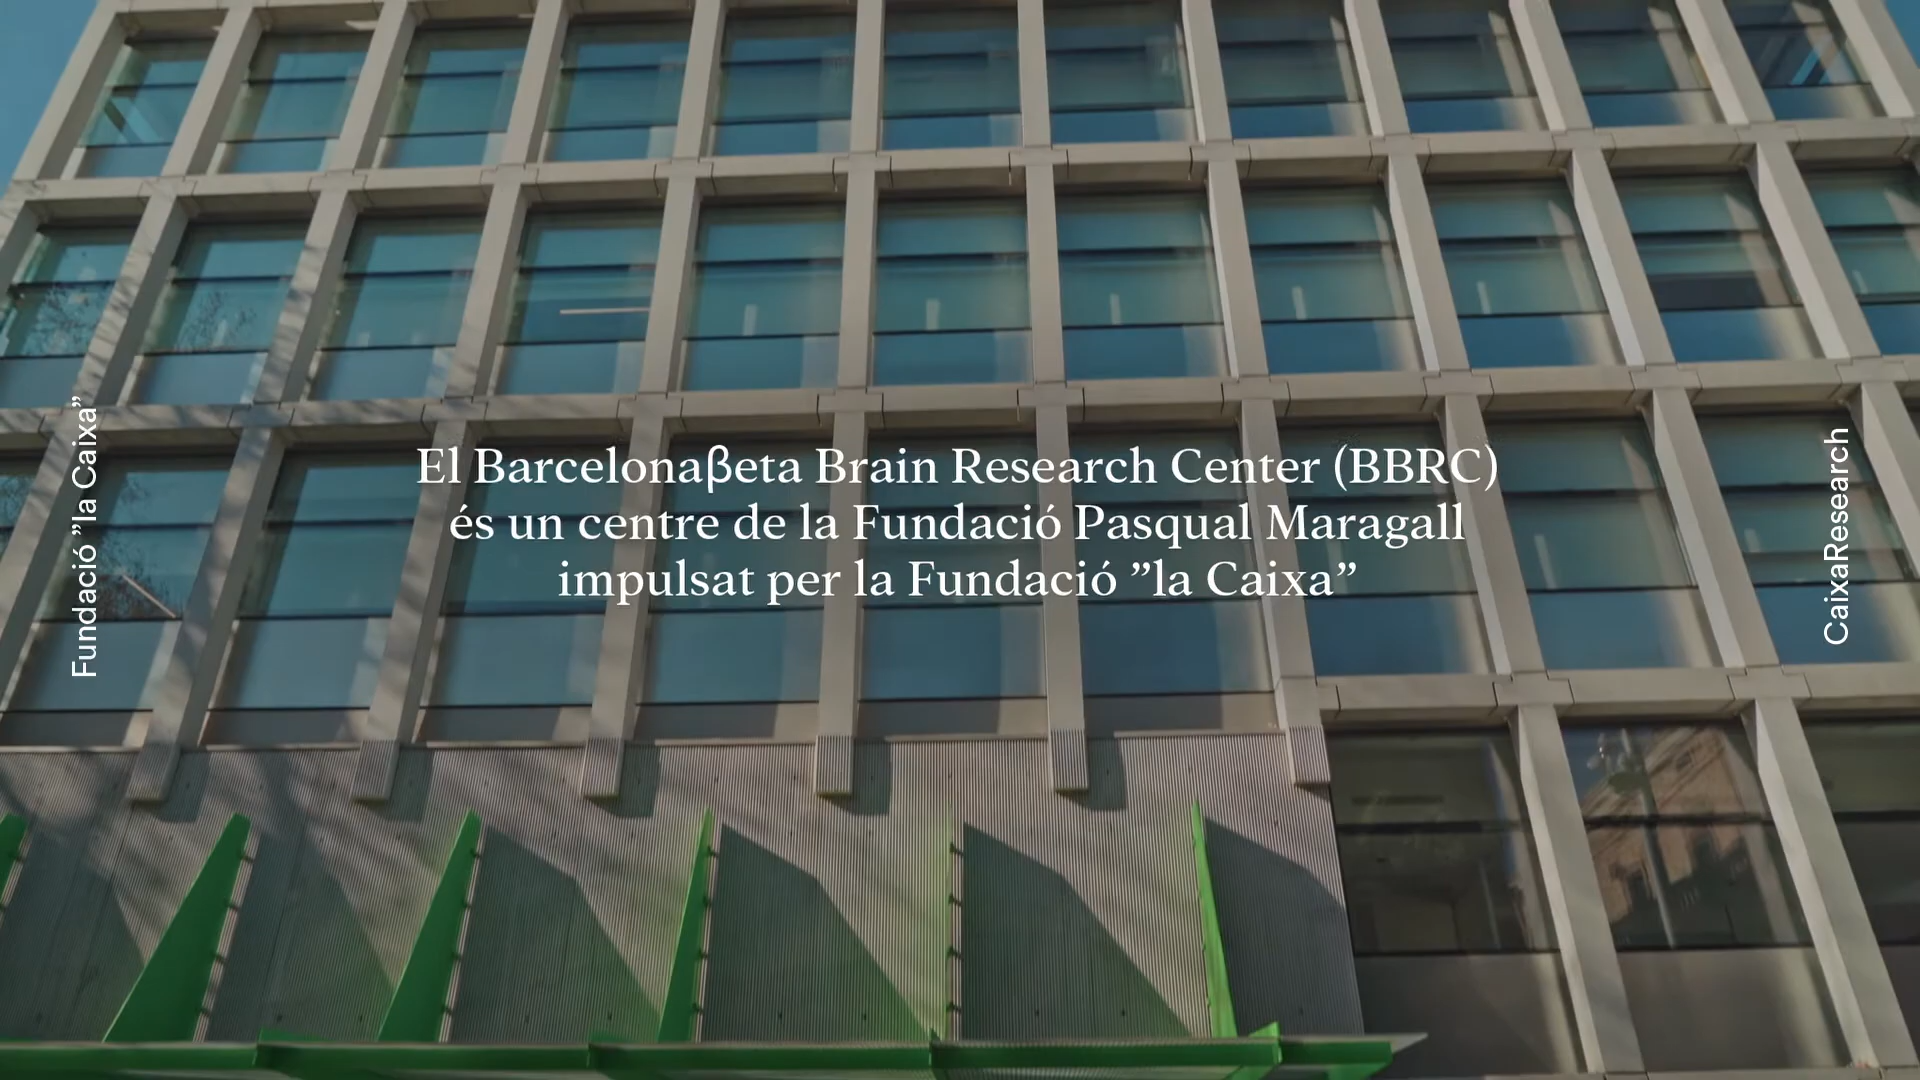 Fundació ”la Caixa”
El Barcelonaβeta Brain Research Center (BBRC)
és un centre de la Fundació Pasqual Maragall
impulsat per la Fundació ”la Caixa”
CaixaResearch